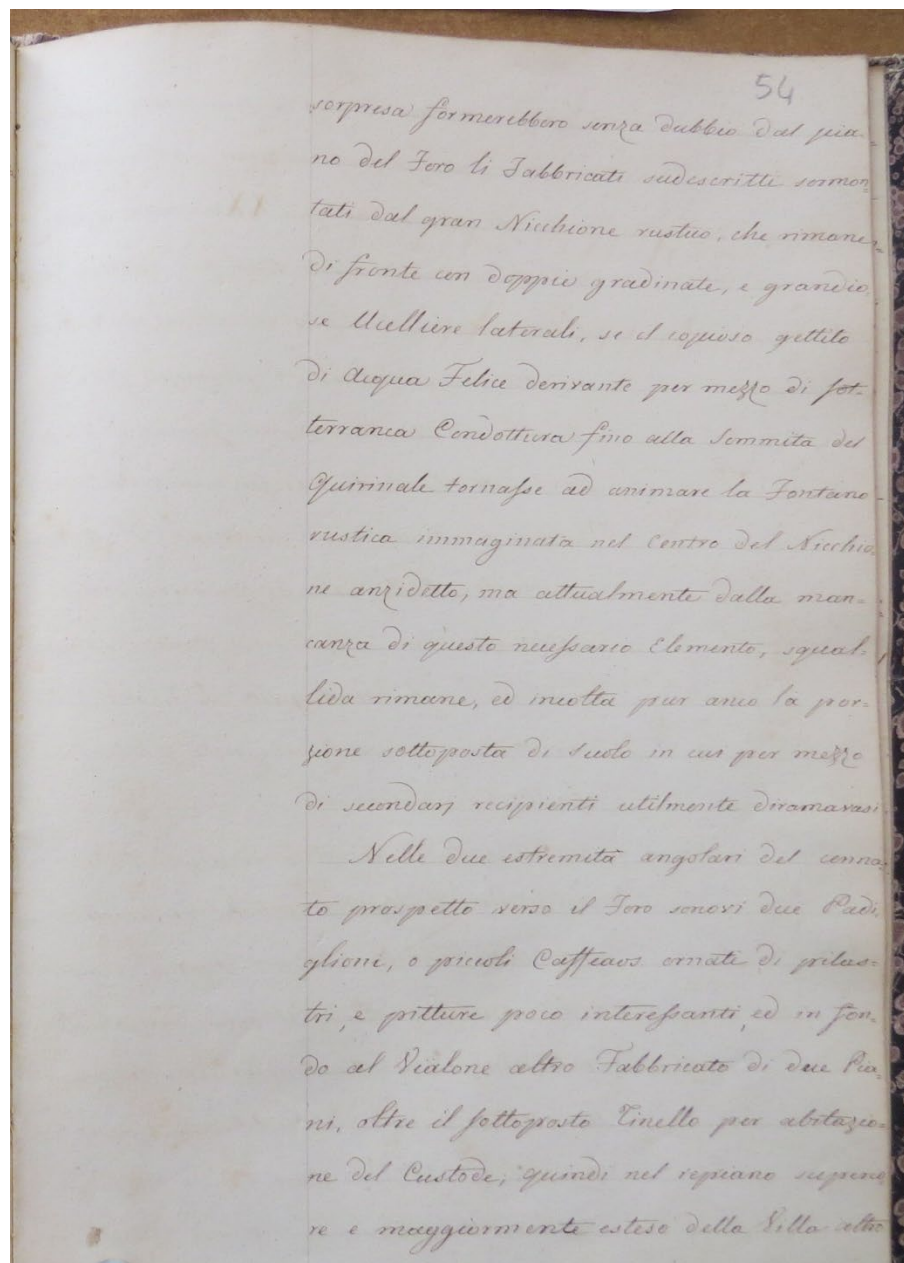 54
sorpresa formerebbero senza dubbio dal pia-
no del Foro li Fabbricati sudescritti sormon-
tati dal gran Nicchione rustico, che rimane
di fronte con doppie gradinate, e grandio
se Ucelliere laterali, se il copioso gettito
di Acqua Felice derivante per mezzo di sot-
terranea Condottura fino alla Sommità del
Quirinale tornasse ad animare la Fontana
rustica immaginata nel Centro del Nicchio
ne anzidetto, ma attualmente dalla man=
canza di questo necessario Elemento, squal-
lida rimane, ed incolta pur anco la por=
zione sottoposta di Suolo in cui per mezzo
di secondarj recipienti utilmente diramavasi
Nelle due estremità angolari del cenna-
to prospetto verso il Foro sonovi due Padi
glioni, o piccoli Caffeaos ornati di pilas=
tri, e pitture poco interessanti, ed in fon-
do al Vialone altro Fabbricato di due Pia-
ni, oltre il sottoposto Tinello per abitazio=
ne del Custode, quindi nel repiano superio
re e maggiormente esteso della Villa altro